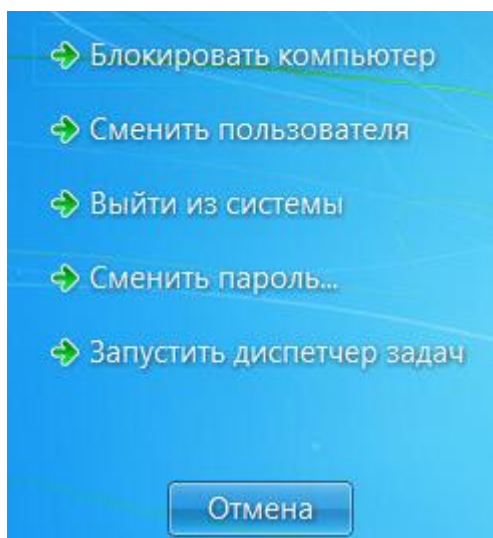 Блокировать компьютер
Сменить пользователя
Выйти из системы
Сменить пароль...
Запустить диспетчер задач
Отмена